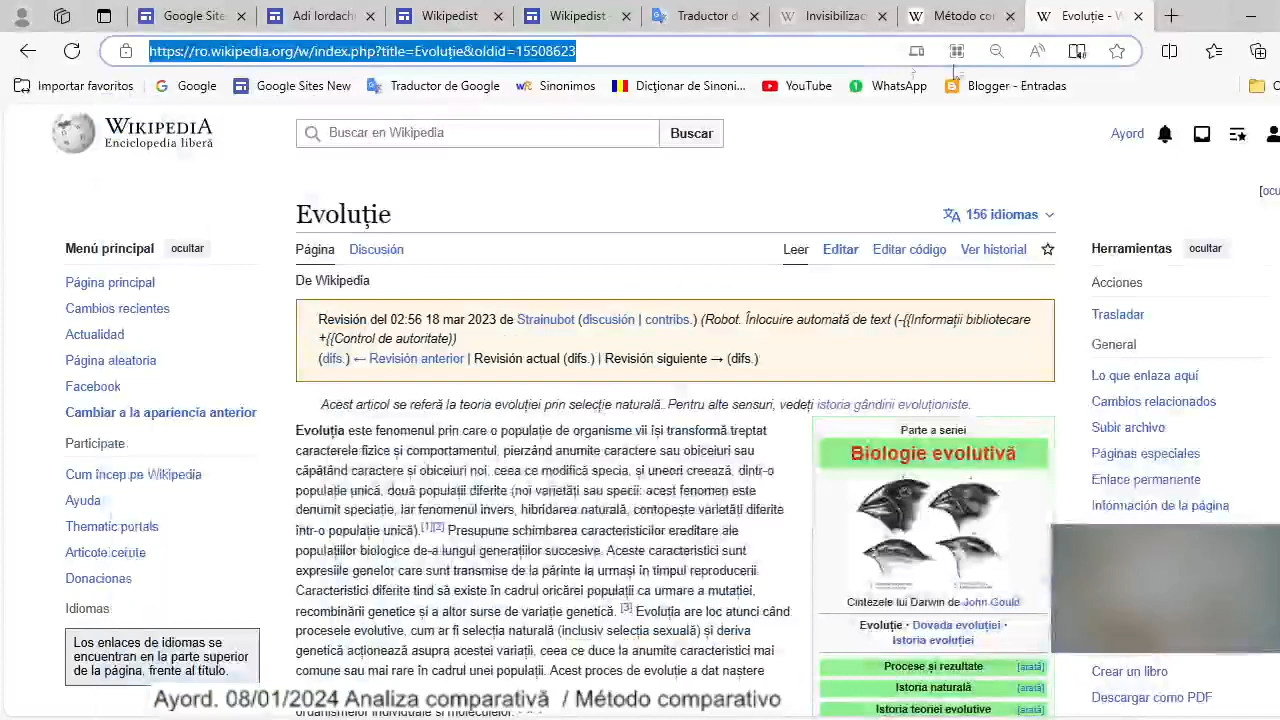 Google Site
Adi Iordach
Wikipedist
Wikipedist -
Traductor d
Invisibilizac
Método co
Evoluție - W
https://ro.wikipedia.org/w/index.php?title=Evoluție&oldid=15508623
Importar favoritos
Google
Google Sites New
Traductor de Google
Sinonimos
Dicționar de Sinoni...
YouTube
WhatsApp
Blogger - Entradas
WIKIPEDIA
Enciclopedia liberă
Buscar en Wikipedia
Buscar
Ayord
[ocu
Evoluție
156 idiomas
Menú principal ocultar
Página Discusión
Leer Editar Editar código Ver historial
Herramientas ocultar
De Wikipedia
Página principal
Cambios recientes
Actualidad
Página aleatoria
Facebook
Cambiar a la apariencia anterior
Participate
Cum încep pe Wikipedia
Ayuda
Thematic portals
Articole cerute
Donaciones
Idiomas
Los enlaces de idiomas se
encuentran en la parte superior
de la página, frente al título.
Revisión del 02:56 18 mar 2023 de Strainubot (discusión | contribs.) (Robot. Înlocuire automată de text (-{{Informații bibliotecare
+{{Control de autoritate))
(difs.) ← Revisión anterior | Revisión actual (difs.) | Revisión siguiente → (difs.)
Acest articol se referă la teoria evoluției prin selecție naturală. Pentru alte sensuri, vedeți istoria gândirii evoluționiste.
Evoluția este fenomenul prin care o populație de organisme vii își transformă treptat
caracterele fizice și comportamentul, pierzând anumite caractere sau obiceiuri sau
căpătând caractere și obiceiuri noi, ceea ce modifică specia, și uneori creează, dintr-o
populație unică, două populații diferite (noi varietăți sau specii: acest fenomen este
denumit speciație, iar fenomenul invers, hibridarea naturală, contopește varietăți diferite
într-o populație unică).[1][2] Presupune schimbarea caracteristicilor ereditare ale
populațiilor biologice de-a lungul generațiilor succesive. Aceste caracteristici sunt
expresiile genelor care sunt transmise de la părinte la urmași în timpul reproducerii.
Caracteristici diferite tind să existe în cadrul oricărei populații ca urmare a mutației,
recombinării genetice și a altor surse de variație genetică. [3] Evoluția are loc atunci când
procesele evolutive, cum ar fi selecția naturală (inclusiv selecția sexuală) și deriva
genetică acționează asupra acestei variații, ceea ce duce la anumite caracteristici mai
comune sau mai rare în cadrul unei populații. Acest proces de evoluție a dat naștere
organismelor individuale și moleculelor.
Parte a seriei
Biologie evolutivă
Cintezele lui Darwin de John Gould
Evoluție · Dovada evoluției ·
Istoria evoluției
Procese și rezultate [arată]
Istoria naturală [arată]
Istoria teoriei evolutive [arată]
Acciones
Trasladar
General
Lo que enlaza aquí
Cambios relacionados
Subir archivo
Páginas especiales
Enlace permanente
Información de la página
Crear un libro
Descargar como PDF
Ayord. 08/01/2024 Analiza comparativă / Método comparativo